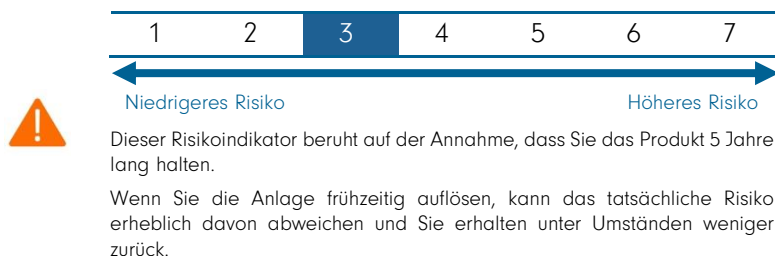 1 2 3 4 5 6 7
Niedrigeres Risiko Höheres Risiko
Dieser Risikoindikator beruht auf der Annahme, dass Sie das Produkt 5 Jahre
lang halten.
Wenn Sie die Anlage frühzeitig auflösen, kann das tatsächliche Risiko
erheblich davon abweichen und Sie erhalten unter Umständen weniger
zurück.